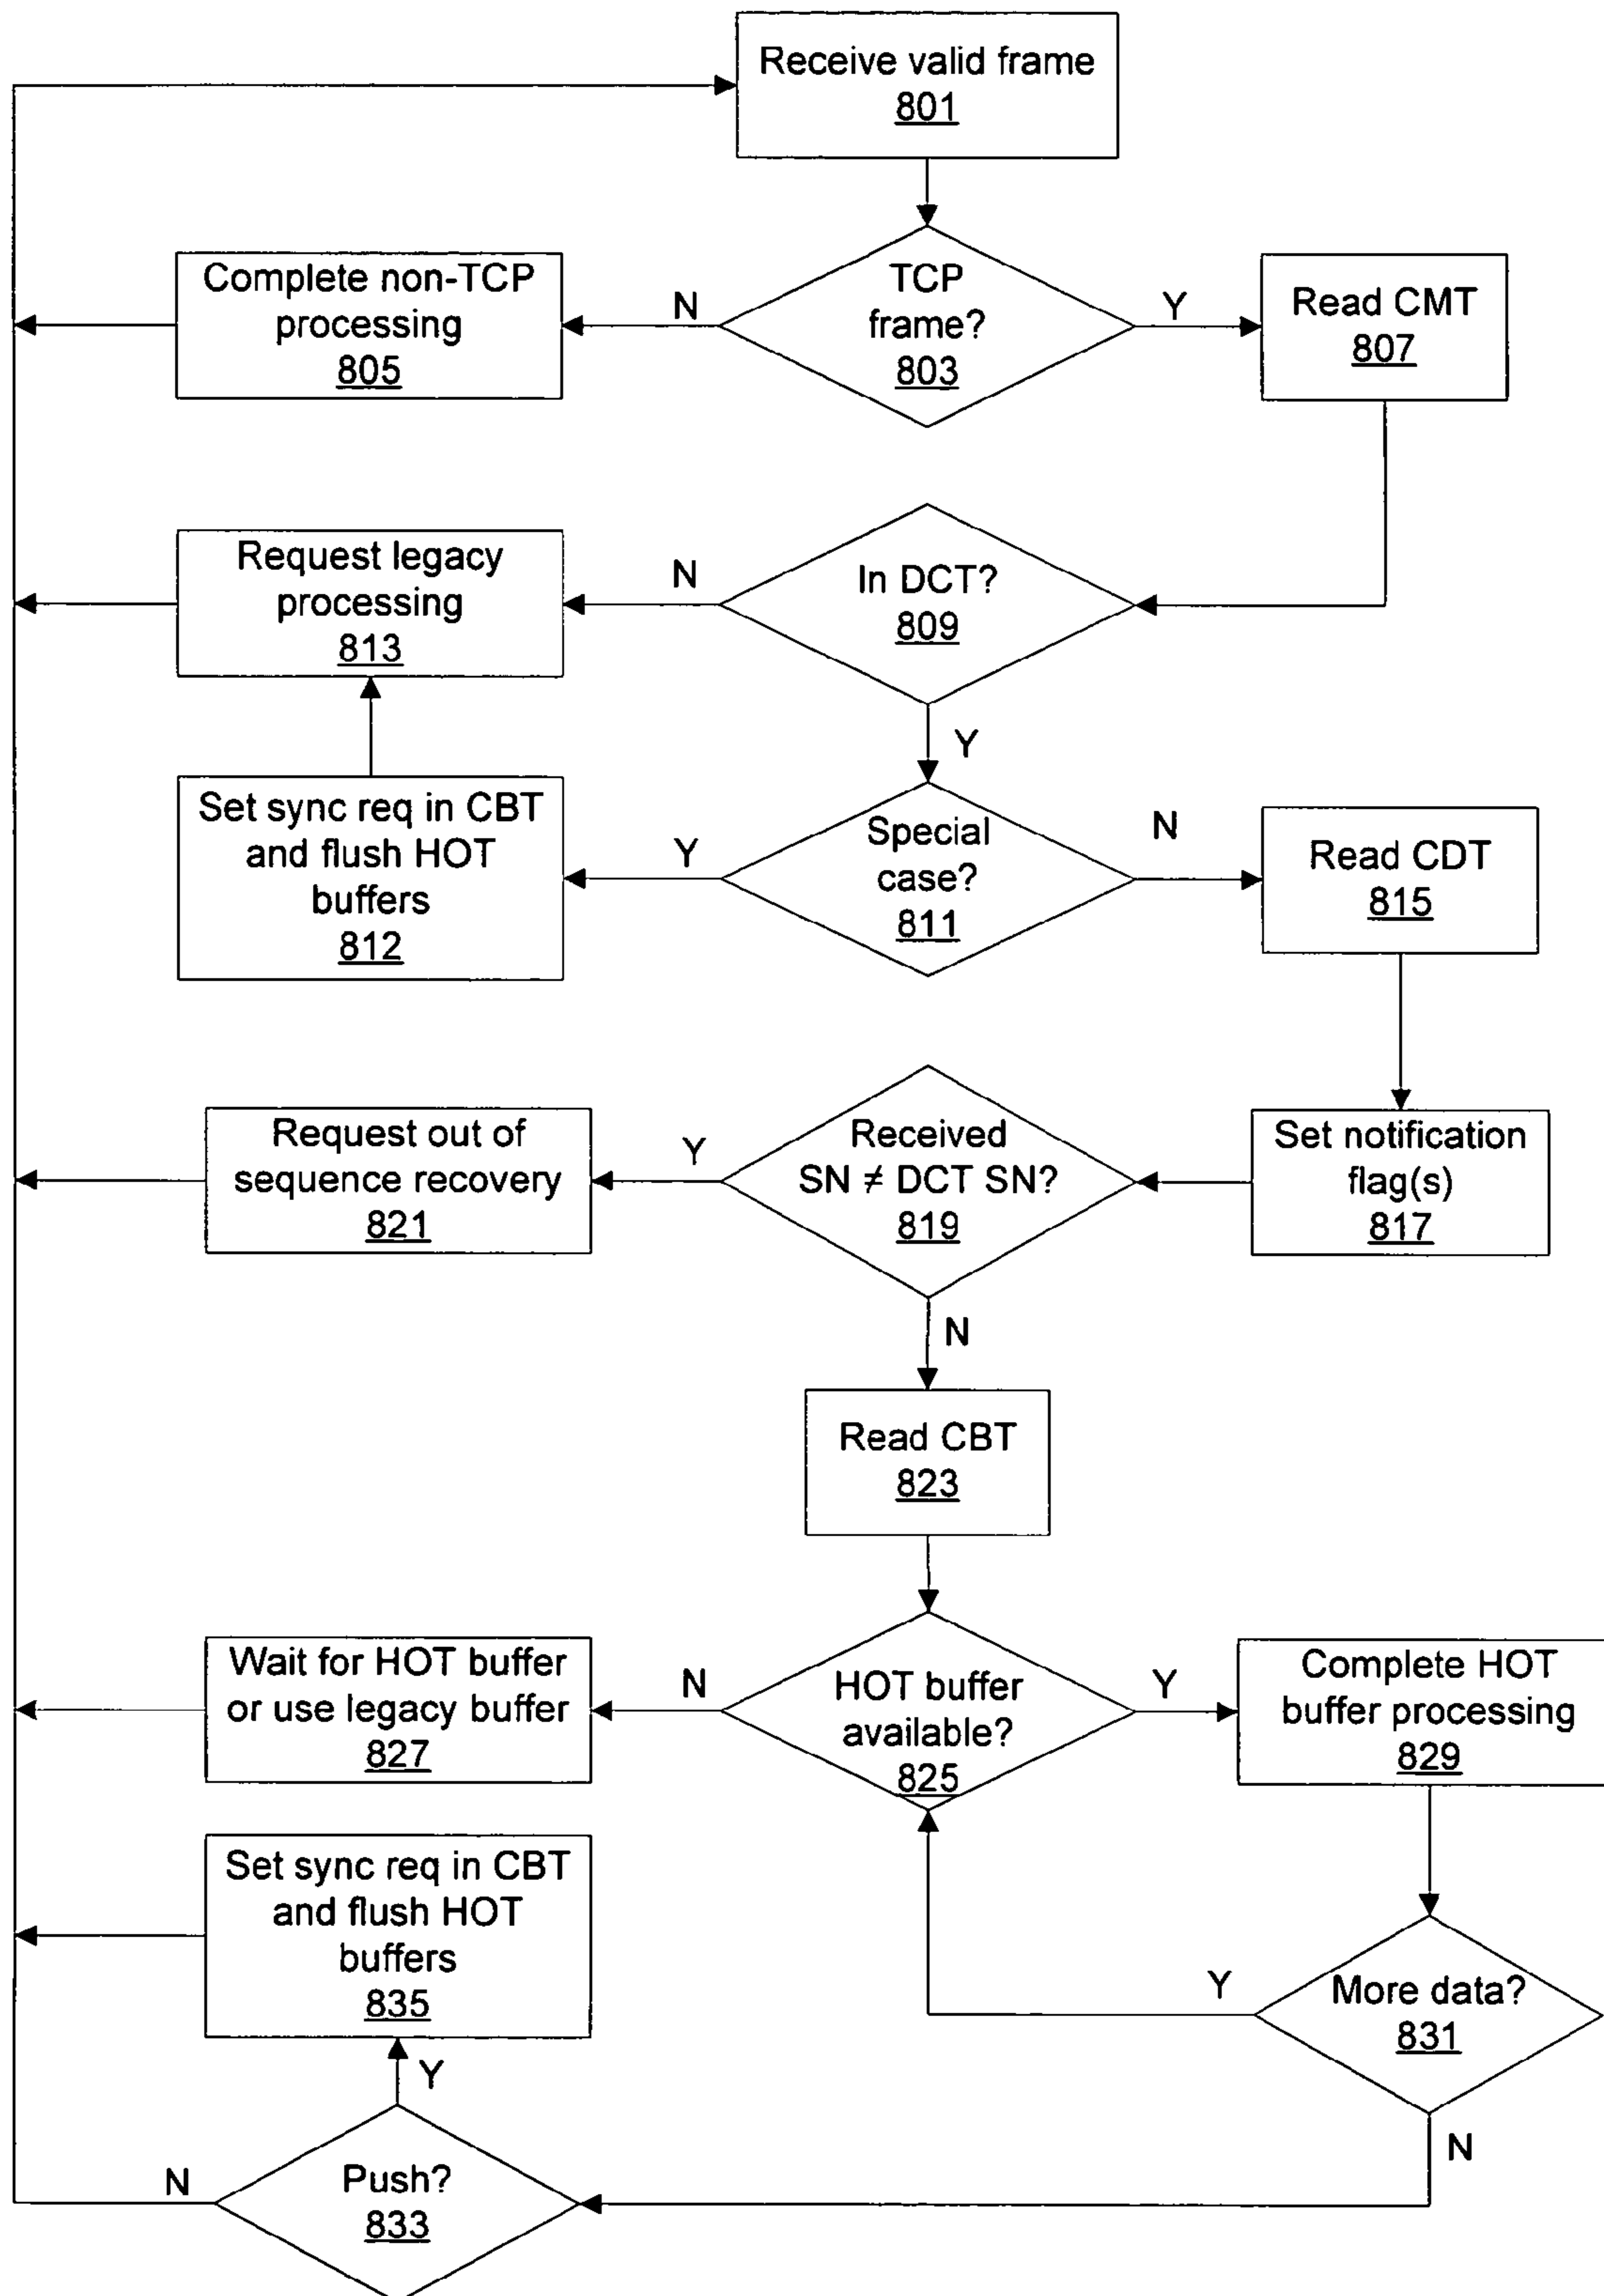 Receive valid frame
801
TCP
frame?
803
N
Y
Complete non-TCP
processing
805
Read CMT
807
In DCT?
809
N
Y
Request legacy
processing
813
Special
case?
811
Y
N
Set sync req in CBT
and flush HOT
buffers
812
Read CDT
815
Set notification
flag(s)
817
Received
SN ≠ DCT SN?
819
Y
N
Request out of
sequence recovery
821
Read CBT
823
HOT buffer
available?
825
N
Y
Wait for HOT buffer
or use legacy buffer
827
Complete HOT
buffer processing
829
More data?
831
Y
N
Set sync req in CBT
and flush HOT
buffers
835
Y
Push?
833
N